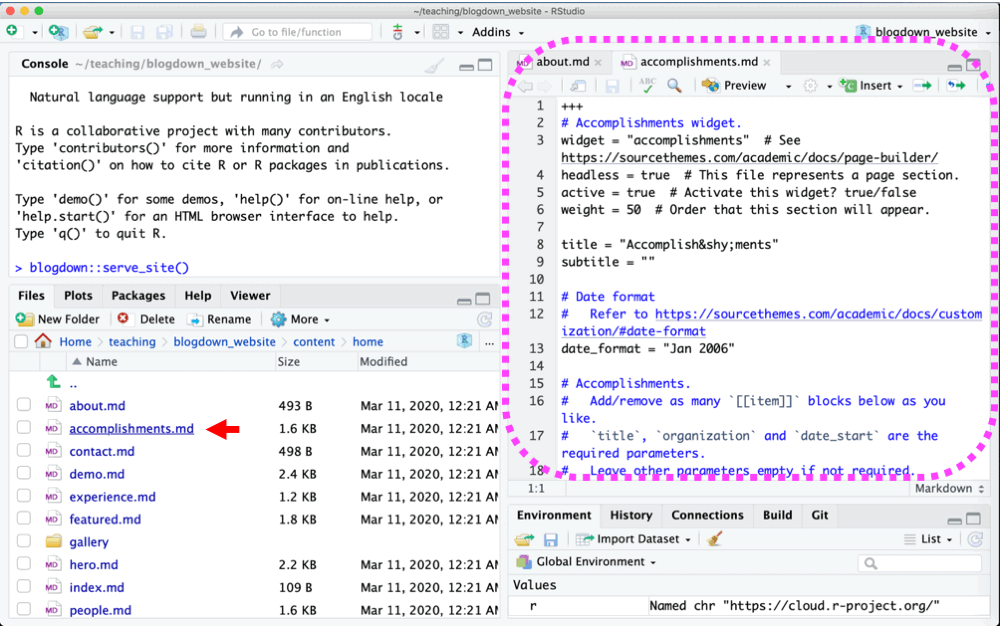 ~/teaching/blogdown_website - RStudio
Go to file/function
Addins
blogdown_website
Console ~/teaching/blogdown_website/
Natural language support but running in an English locale
R is a collaborative project with many contributors.
Type 'contributors()' for more information and
'citation()' on how to cite R or R packages in publications.
Type 'demo()' for some demos, 'help()' for on-line help, or
'help.start()' for an HTML browser interface to help.
Type 'q()' to quit R.
> blogdown::serve_site()
Files Plots Packages Help Viewer
New Folder Delete Rename More
Home teaching blogdown_website content home
... 
Name Size Modified
..
MD about.md 493 B Mar 11, 2020, 12:21 AM
MD accomplishments.md 1.6 KB Mar 11, 2020, 12:21 AM
MD contact.md 498 B Mar 11, 2020, 12:21 AM
MD demo.md 2.4 KB Mar 11, 2020, 12:21 AM
MD experience.md 1.2 KB Mar 11, 2020, 12:21 AM
MD featured.md 1.8 KB Mar 11, 2020, 12:21 AM
gallery
MD hero.md 2.2 KB Mar 11, 2020, 12:21 AM
MD index.md 109 B Mar 11, 2020, 12:21 AM
MD people.md 1.6 KB Mar 11, 2020, 12:21 AM
MD about.md MD accomplishments.md
ABC Preview Insert
1 +++
2 # Accomplishments widget.
3 widget = "accomplishments"  # See
https://sourcethemes.com/academic/docs/page-builder/
4 headless = true  # This file represents a page section.
5 active = true  # Activate this widget? true/false
6 weight = 50  # Order that this section will appear.
7
8 title = "Accomplish&shy;ments"
9 subtitle = ""
10
11 # Date format
12 #   Refer to https://sourcethemes.com/academic/docs/custom
ization/#date-format
13 date_format = "Jan 2006"
14
15 # Accomplishments.
16 #   Add/remove as many `[[item]]` blocks below as you
like.
17 #   `title`, `organization` and `date_start` are the
required parameters.
18 #   Leave other parameters empty if not required.
1:1 Markdown
Environment History Connections Build Git
Import Dataset List
Global Environment
Values
r Named chr "https://cloud.r-project.org/"